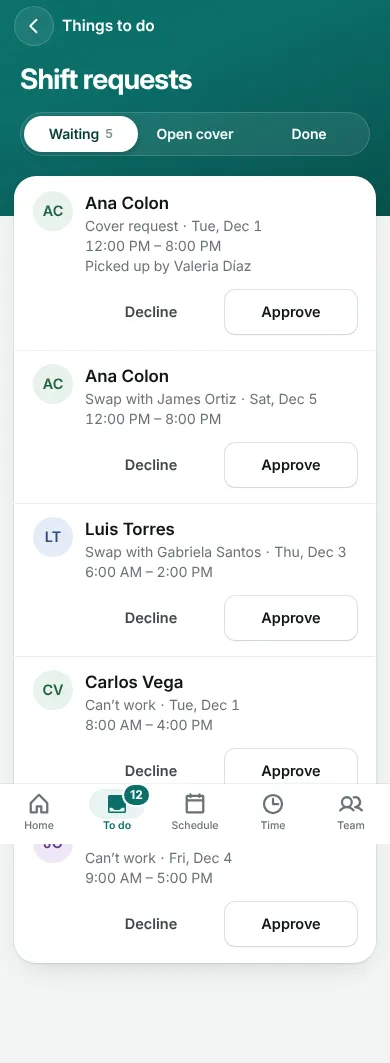 Things to do
Shift requests
Waiting 5
Open cover
Done
AC
Ana Colon
Cover request · Tue, Dec 1
12:00 PM – 8:00 PM
Picked up by Valeria Díaz
Decline
Approve
AC
Ana Colon
Swap with James Ortiz · Sat, Dec 5
12:00 PM – 8:00 PM
Decline
Approve
LT
Luis Torres
Swap with Gabriela Santos · Thu, Dec 3
6:00 AM – 2:00 PM
Decline
Approve
CV
Carlos Vega
Can’t work · Tue, Dec 1
8:00 AM – 4:00 PM
Decline
Approve
12
Home
To do
Schedule
Time
Team
Can’t work · Fri, Dec 4
9:00 AM – 5:00 PM
Decline
Approve